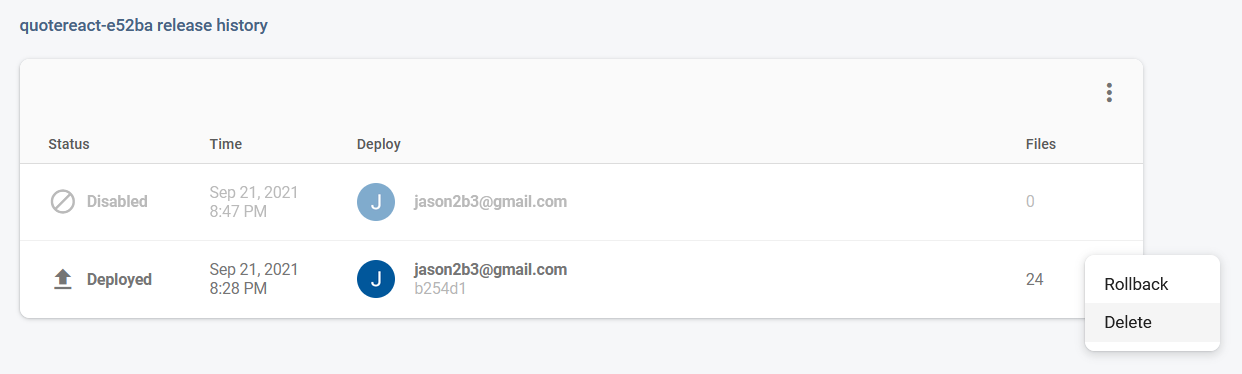 quotereact-e52ba release history
Status Time Deploy Files
Disabled
Sep 21, 2021
8:47 PM
J
jason2b3@gmail.com
0
Deployed
Sep 21, 2021
8:28 PM
J
jason2b3@gmail.com
b254d1
24
Rollback
Delete